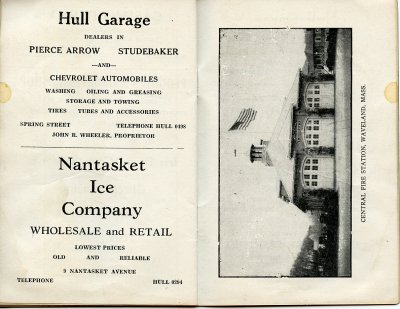 Hull Garage
DEALERS IN
PIERCE ARROW STUDEBAKER
—AND—
CHEVROLET AUTOMOBILES
WASHING OILING AND GREASING
STORAGE AND TOWING
TIRES TUBES AND ACCESSORIES
SPRING STREET TELEPHONE HULL 0498
JOHN R. WHEELER, PROPRIETOR
Nantasket
Ice
Company
WHOLESALE and RETAIL
LOWEST PRICES
OLD AND RELIABLE
9 NANTASKET AVENUE
TELEPHONE HULL 0294
CENTRAL FIRE STATION, WAVELAND, MASS.